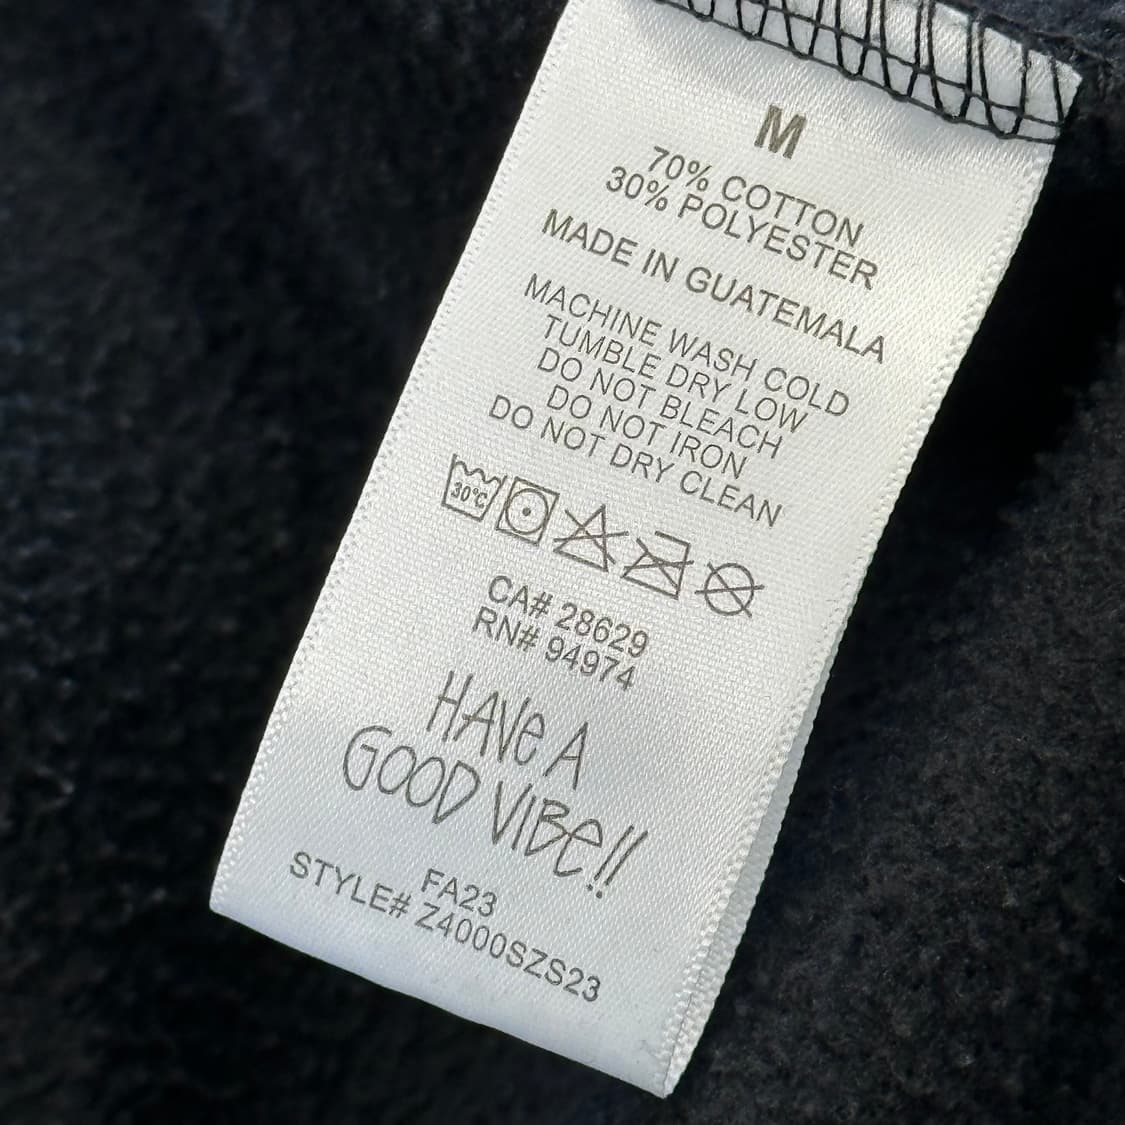 M
70% COTTON
30% POLYESTER
MADE IN GUATEMALA
MACHINE WASH COLD
TUMBLE DRY LOW
DO NOT BLEACH
DO NOT IRON
DO NOT DRY CLEAN
30°C
CA# 28629
RN# 94974
HAVe A
GOOD VIBe!!
FA23
STYLE# Z4000SZS23